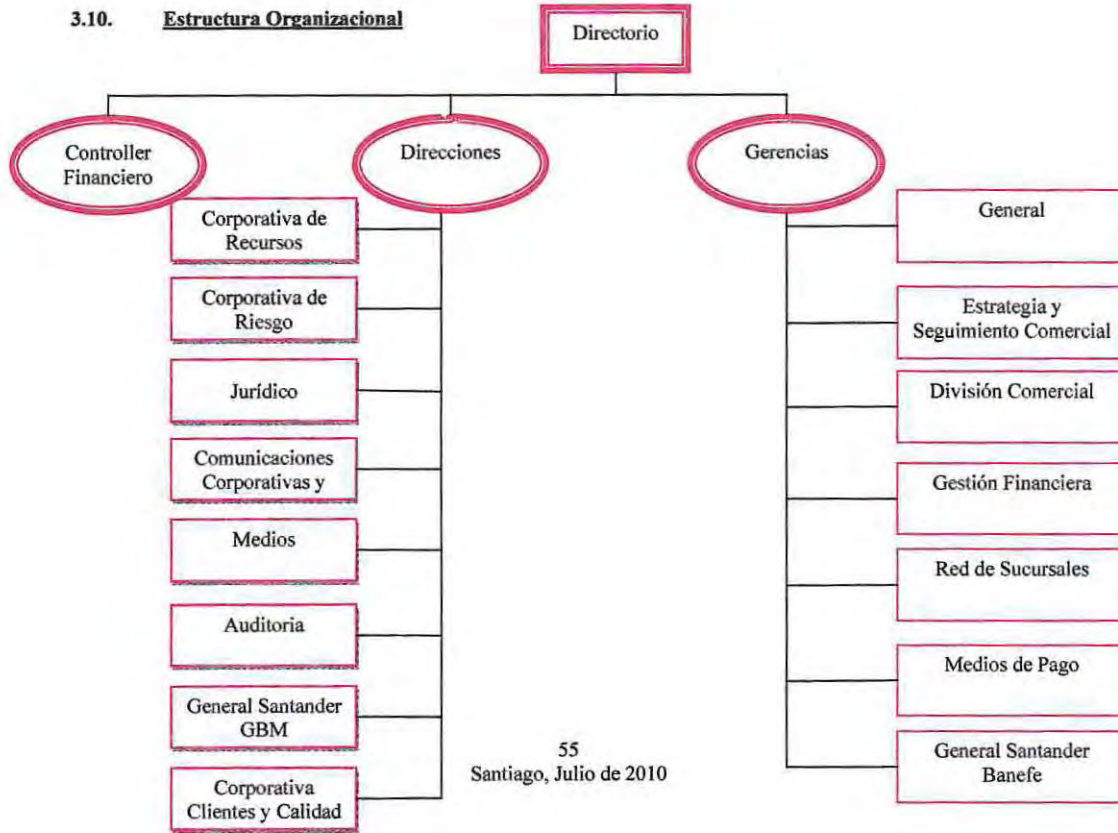 3.10. Estructura Organizacional
Directorio
Controller
Financiero
Direcciones
Gerencias
Corporativa de
Recursos
Corporativa de
Riesgo
Jurídico
Comunicaciones
Corporativas y
Medios
Auditoria
General Santander
GBM
Corporativa
Clientes y Calidad
General
Estrategia y
Seguimiento Comercial
División Comercial
Gestión Financiera
Red de Sucursales
Medios de Pago
General Santander
Banefe
55
Santiago, Julio de 2010